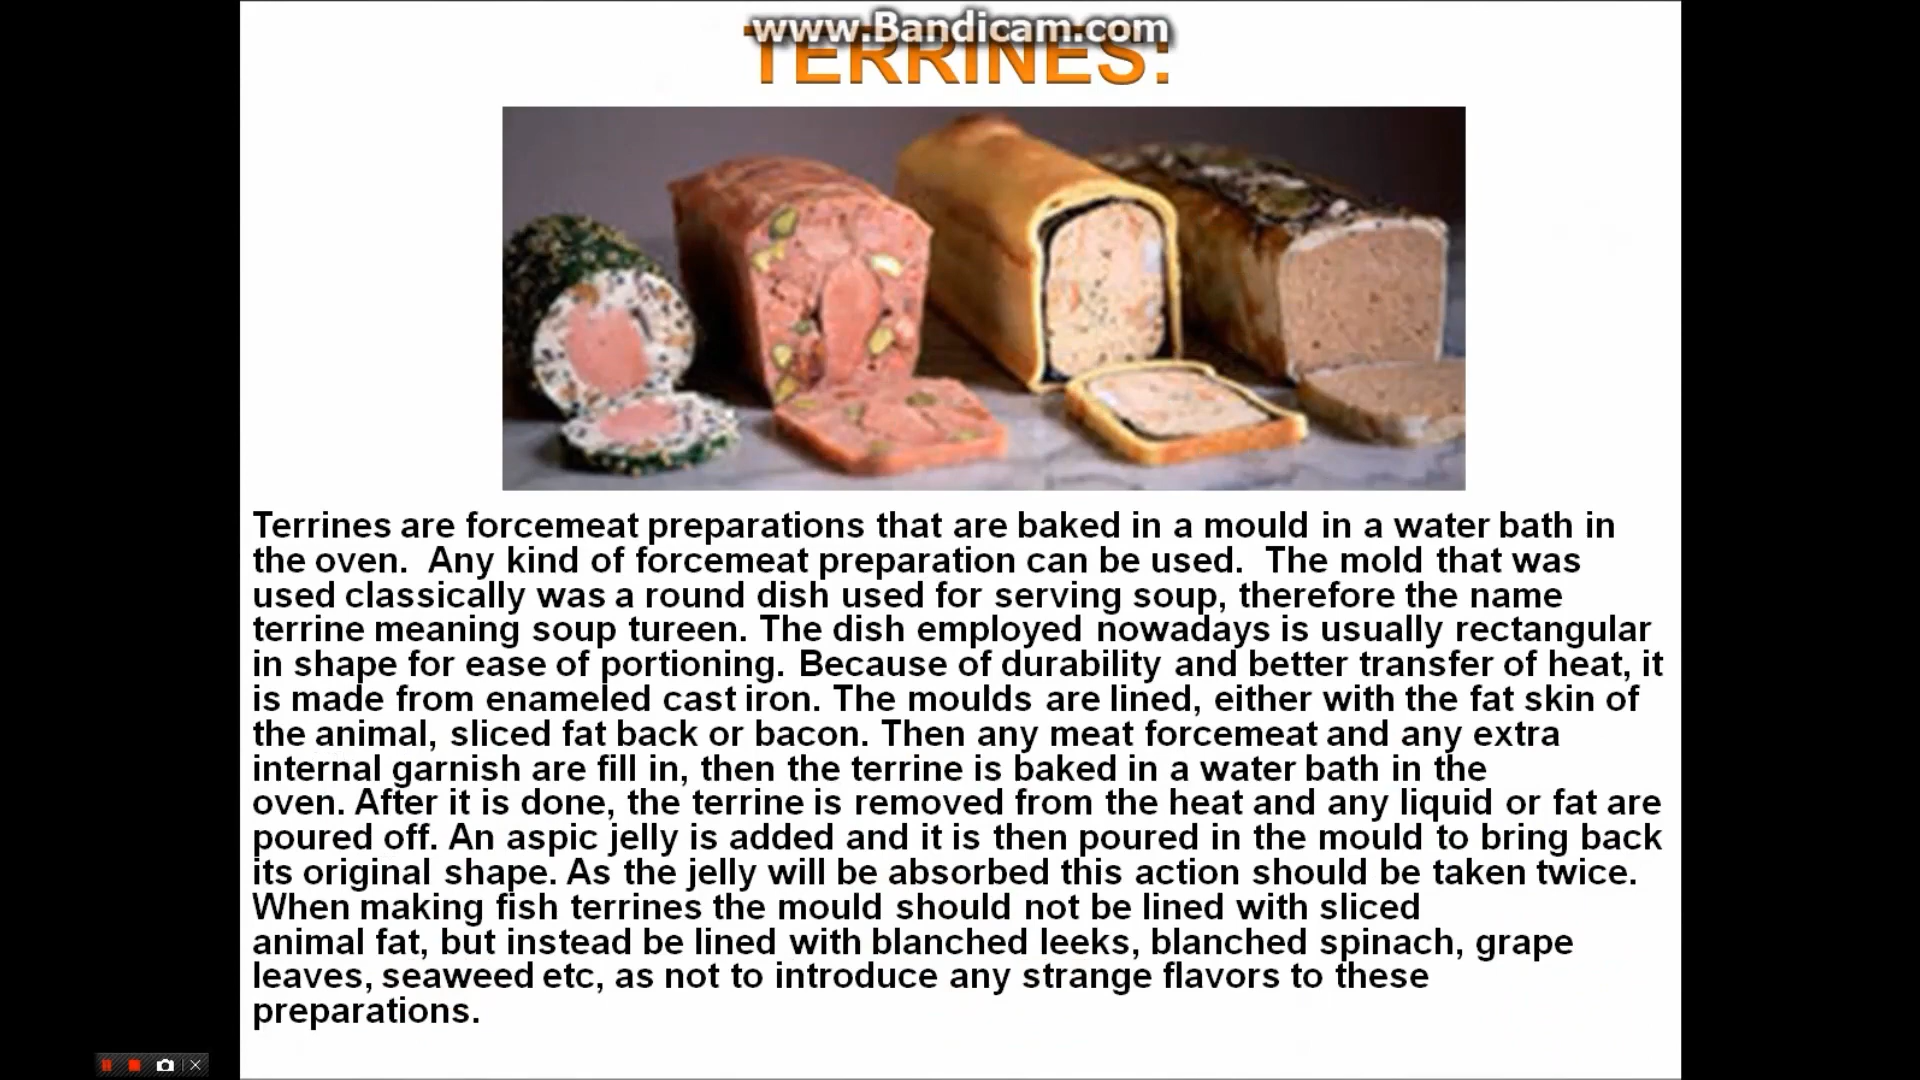 www.Bandicam.com
TERRINES:
Terrines are forcemeat preparations that are baked in a mould in a water bath in
the oven.  Any kind of forcemeat preparation can be used.  The mold that was
used classically was a round dish used for serving soup, therefore the name
terrine meaning soup tureen. The dish employed nowadays is usually rectangular
in shape for ease of portioning. Because of durability and better transfer of heat, it
is made from enameled cast iron. The moulds are lined, either with the fat skin of
the animal, sliced fat back or bacon. Then any meat forcemeat and any extra
internal garnish are fill in, then the terrine is baked in a water bath in the
oven. After it is done, the terrine is removed from the heat and any liquid or fat are
poured off. An aspic jelly is added and it is then poured in the mould to bring back
its original shape. As the jelly will be absorbed this action should be taken twice.
When making fish terrines the mould should not be lined with sliced
animal fat, but instead be lined with blanched leeks, blanched spinach, grape
leaves, seaweed etc, as not to introduce any strange flavors to these
preparations.